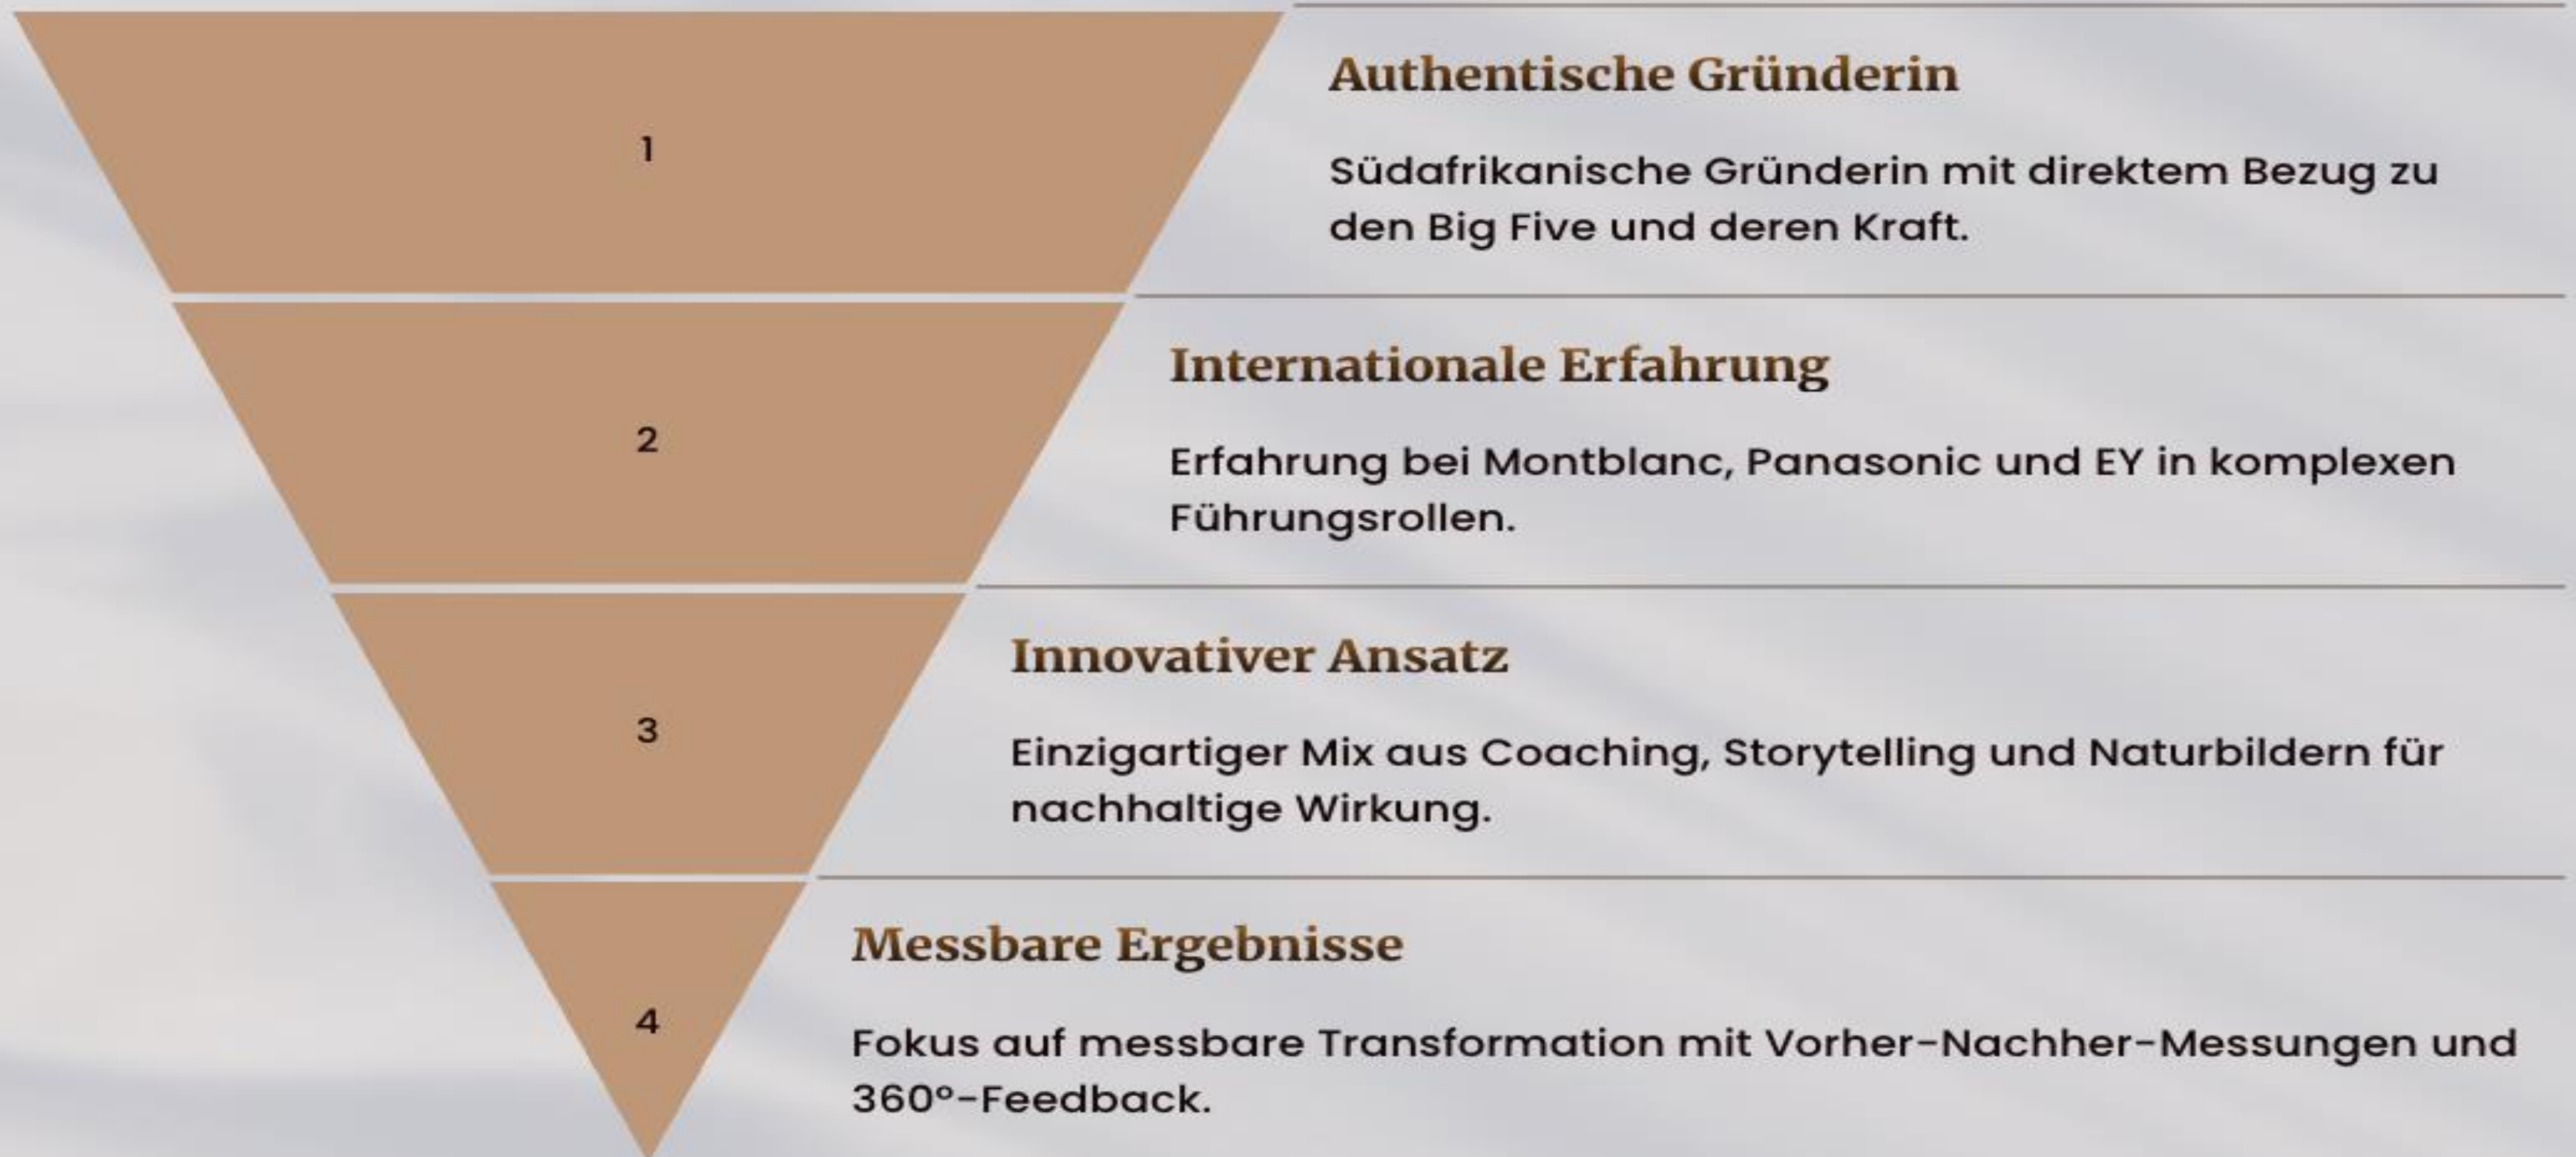 1
Authentische Gründerin
Südafrikanische Gründerin mit direktem Bezug zu
den Big Five und deren Kraft.
2
Internationale Erfahrung
Erfahrung bei Montblanc, Panasonic und EY in komplexen
Führungsrollen.
3
Innovativer Ansatz
Einzigartiger Mix aus Coaching, Storytelling und Naturbildern für
nachhaltige Wirkung.
4
Messbare Ergebnisse
Fokus auf messbare Transformation mit Vorher-Nachher-Messungen und
360°-Feedback.